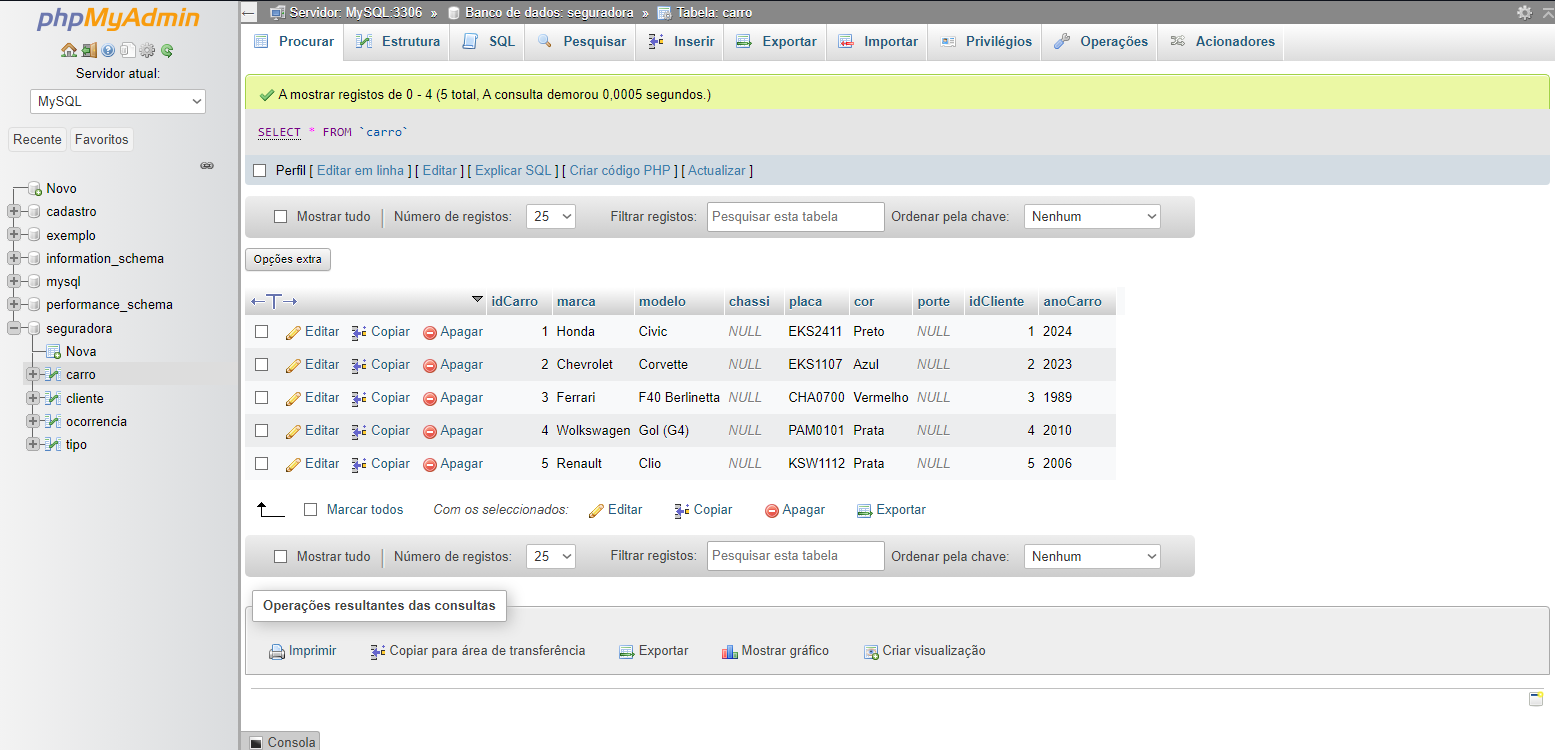 phpMyAdmin
Servidor atual:
MySQL
Recente Favoritos
Novo
cadastro
exemplo
information_schema
mysql
performance_schema
seguradora
Nova
carro
cliente
ocorrencia
tipo
Servidor: MySQL:3306 » Banco de dados: seguradora » Tabela: carro
Procurar Estrutura SQL Pesquisar Inserir Exportar Importar Privilégios Operações Acionadores
A mostrar registos de 0 - 4 (5 total, A consulta demorou 0,0005 segundos.)
SELECT * FROM `carro`
Perfil [ Editar em linha ] [ Editar ] [ Explicar SQL ] [ Criar código PHP ] [ Actualizar ]
Mostrar tudo | Número de registos: 25 Filtrar registos: Pesquisar esta tabela Ordenar pela chave: Nenhum
Opções extra
←T→ idCarro marca modelo chassi placa cor porte idCliente anoCarro
Editar Copiar Apagar 1 Honda Civic NULL EKS2411 Preto NULL 1 2024
Editar Copiar Apagar 2 Chevrolet Corvette NULL EKS1107 Azul NULL 2 2023
Editar Copiar Apagar 3 Ferrari F40 Berlinetta NULL CHA0700 Vermelho NULL 3 1989
Editar Copiar Apagar 4 Wolkswagen Gol (G4) NULL PAM0101 Prata NULL 4 2010
Editar Copiar Apagar 5 Renault Clio NULL KSW1112 Prata NULL 5 2006
Marcar todos Com os seleccionados: Editar Copiar Apagar Exportar
Mostrar tudo | Número de registos: 25 Filtrar registos: Pesquisar esta tabela Ordenar pela chave: Nenhum
Operações resultantes das consultas
Imprimir Copiar para área de transferência Exportar Mostrar gráfico Criar visualização
Consola